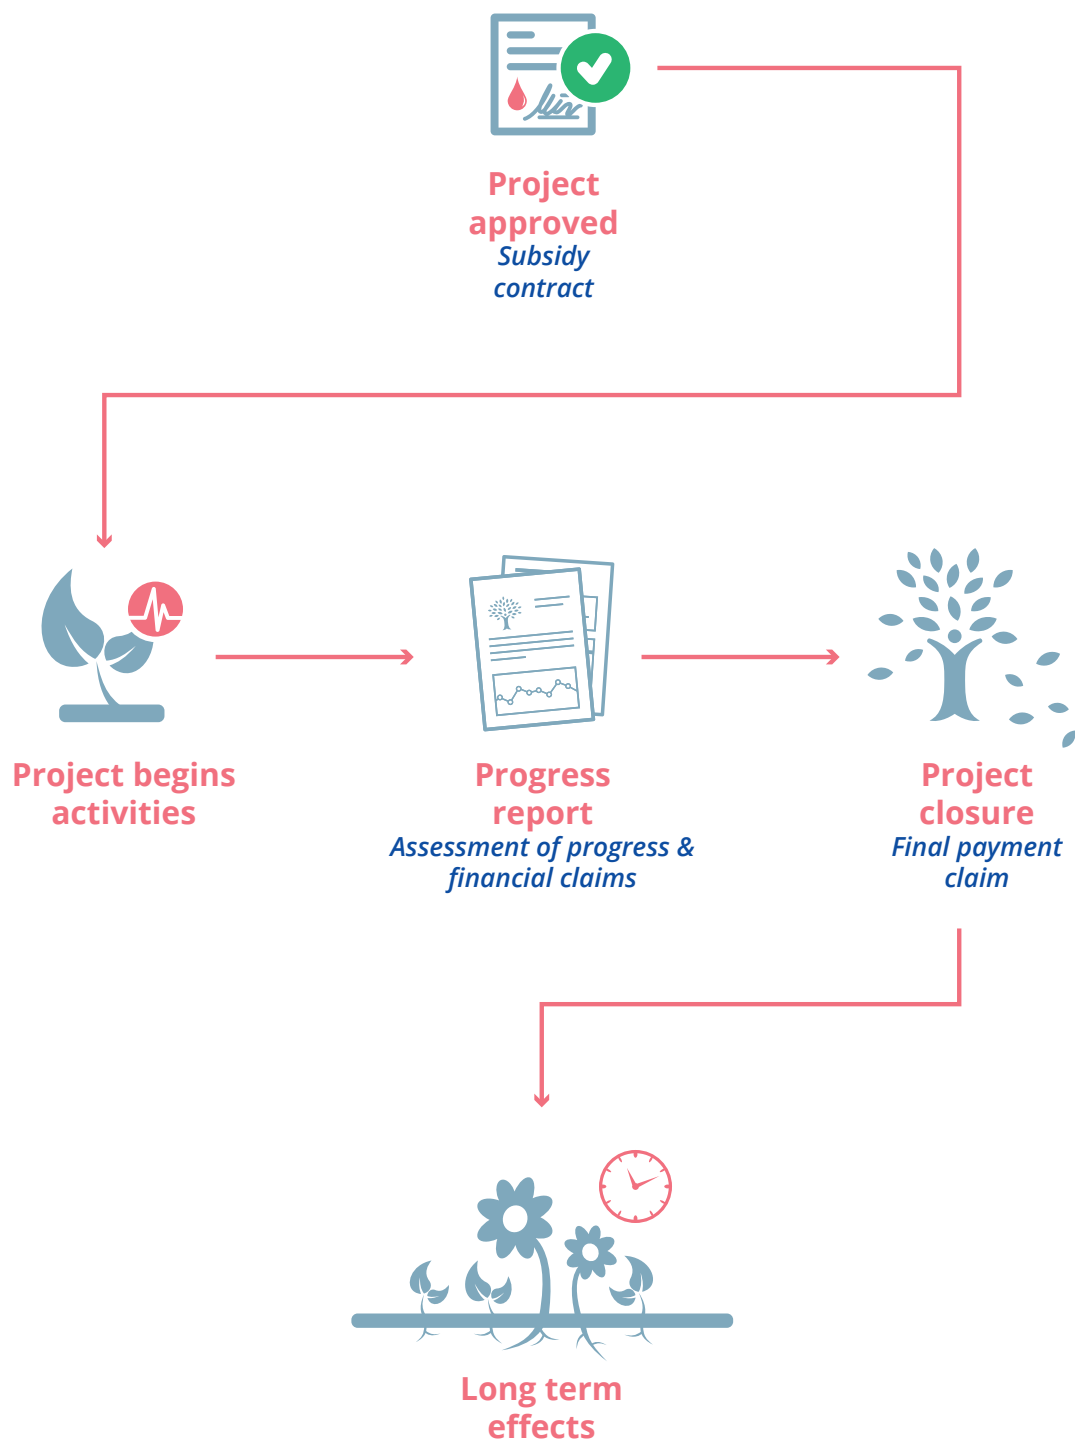 Project
approved
Subsidy
contract
Project begins
activities
Progress
report
Assessment of progress &
financial claims
Project
closure
Final payment
claim
Long term
effects